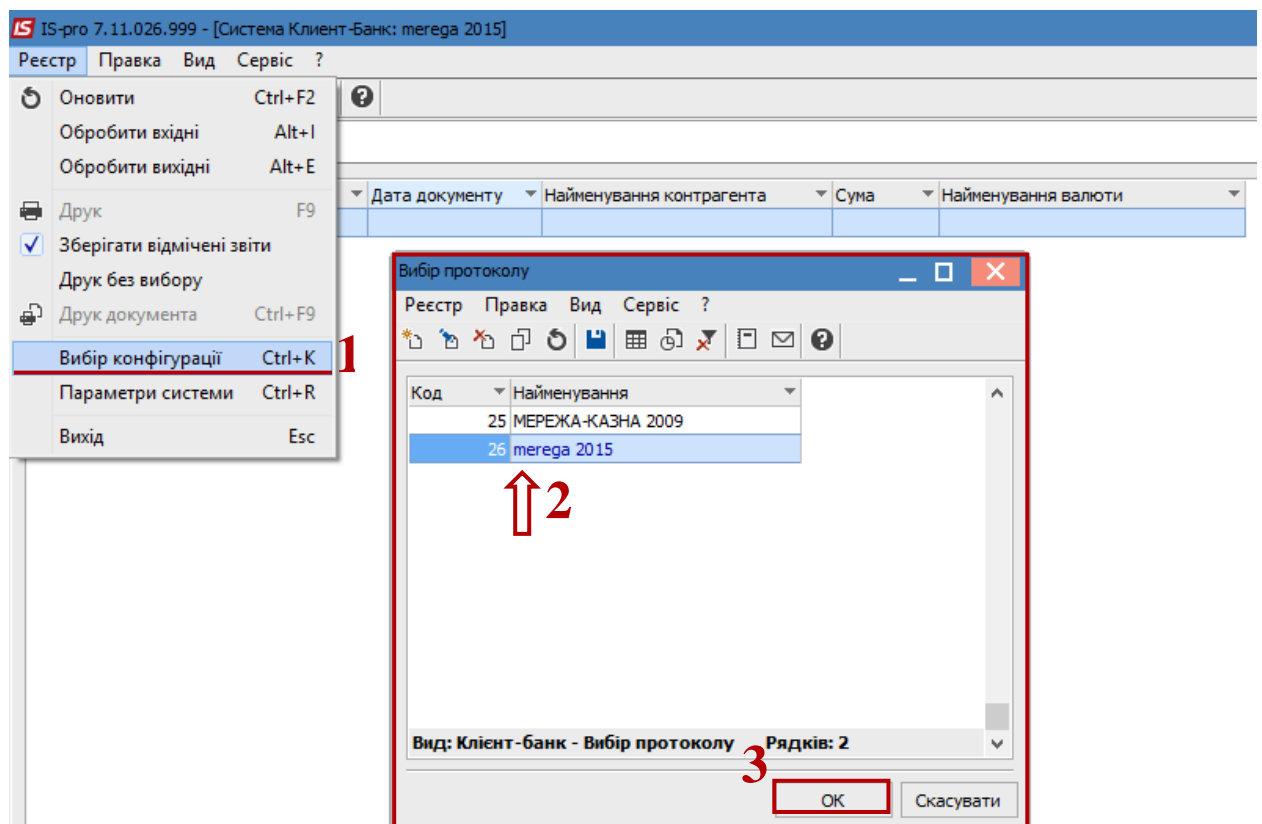 IS IS-pro 7.11.026.999 - [Система Клиент-Банк: merega 2015]
Реєстр Правка Вид Сервіс ?
Оновити Ctrl+F2
Обробити вхідні Alt+I
Обробити вихідні Alt+E
Друк F9
Зберігати відмічені звіти
Друк без вибору
Друк документа Ctrl+F9
Вибір конфігурації Ctrl+K 1
Параметри системи Ctrl+R
Вихід Esc
Дата документу Найменування контрагента Сума Найменування валюти
Вибір протоколу
Реєстр Правка Вид Сервіс ?
Код Найменування
25 МЕРЕЖА-КАЗНА 2009
26 merega 2015
2
Вид: Клієнт-банк - Вибір протоколу Рядків: 2
3
OK Скасувати